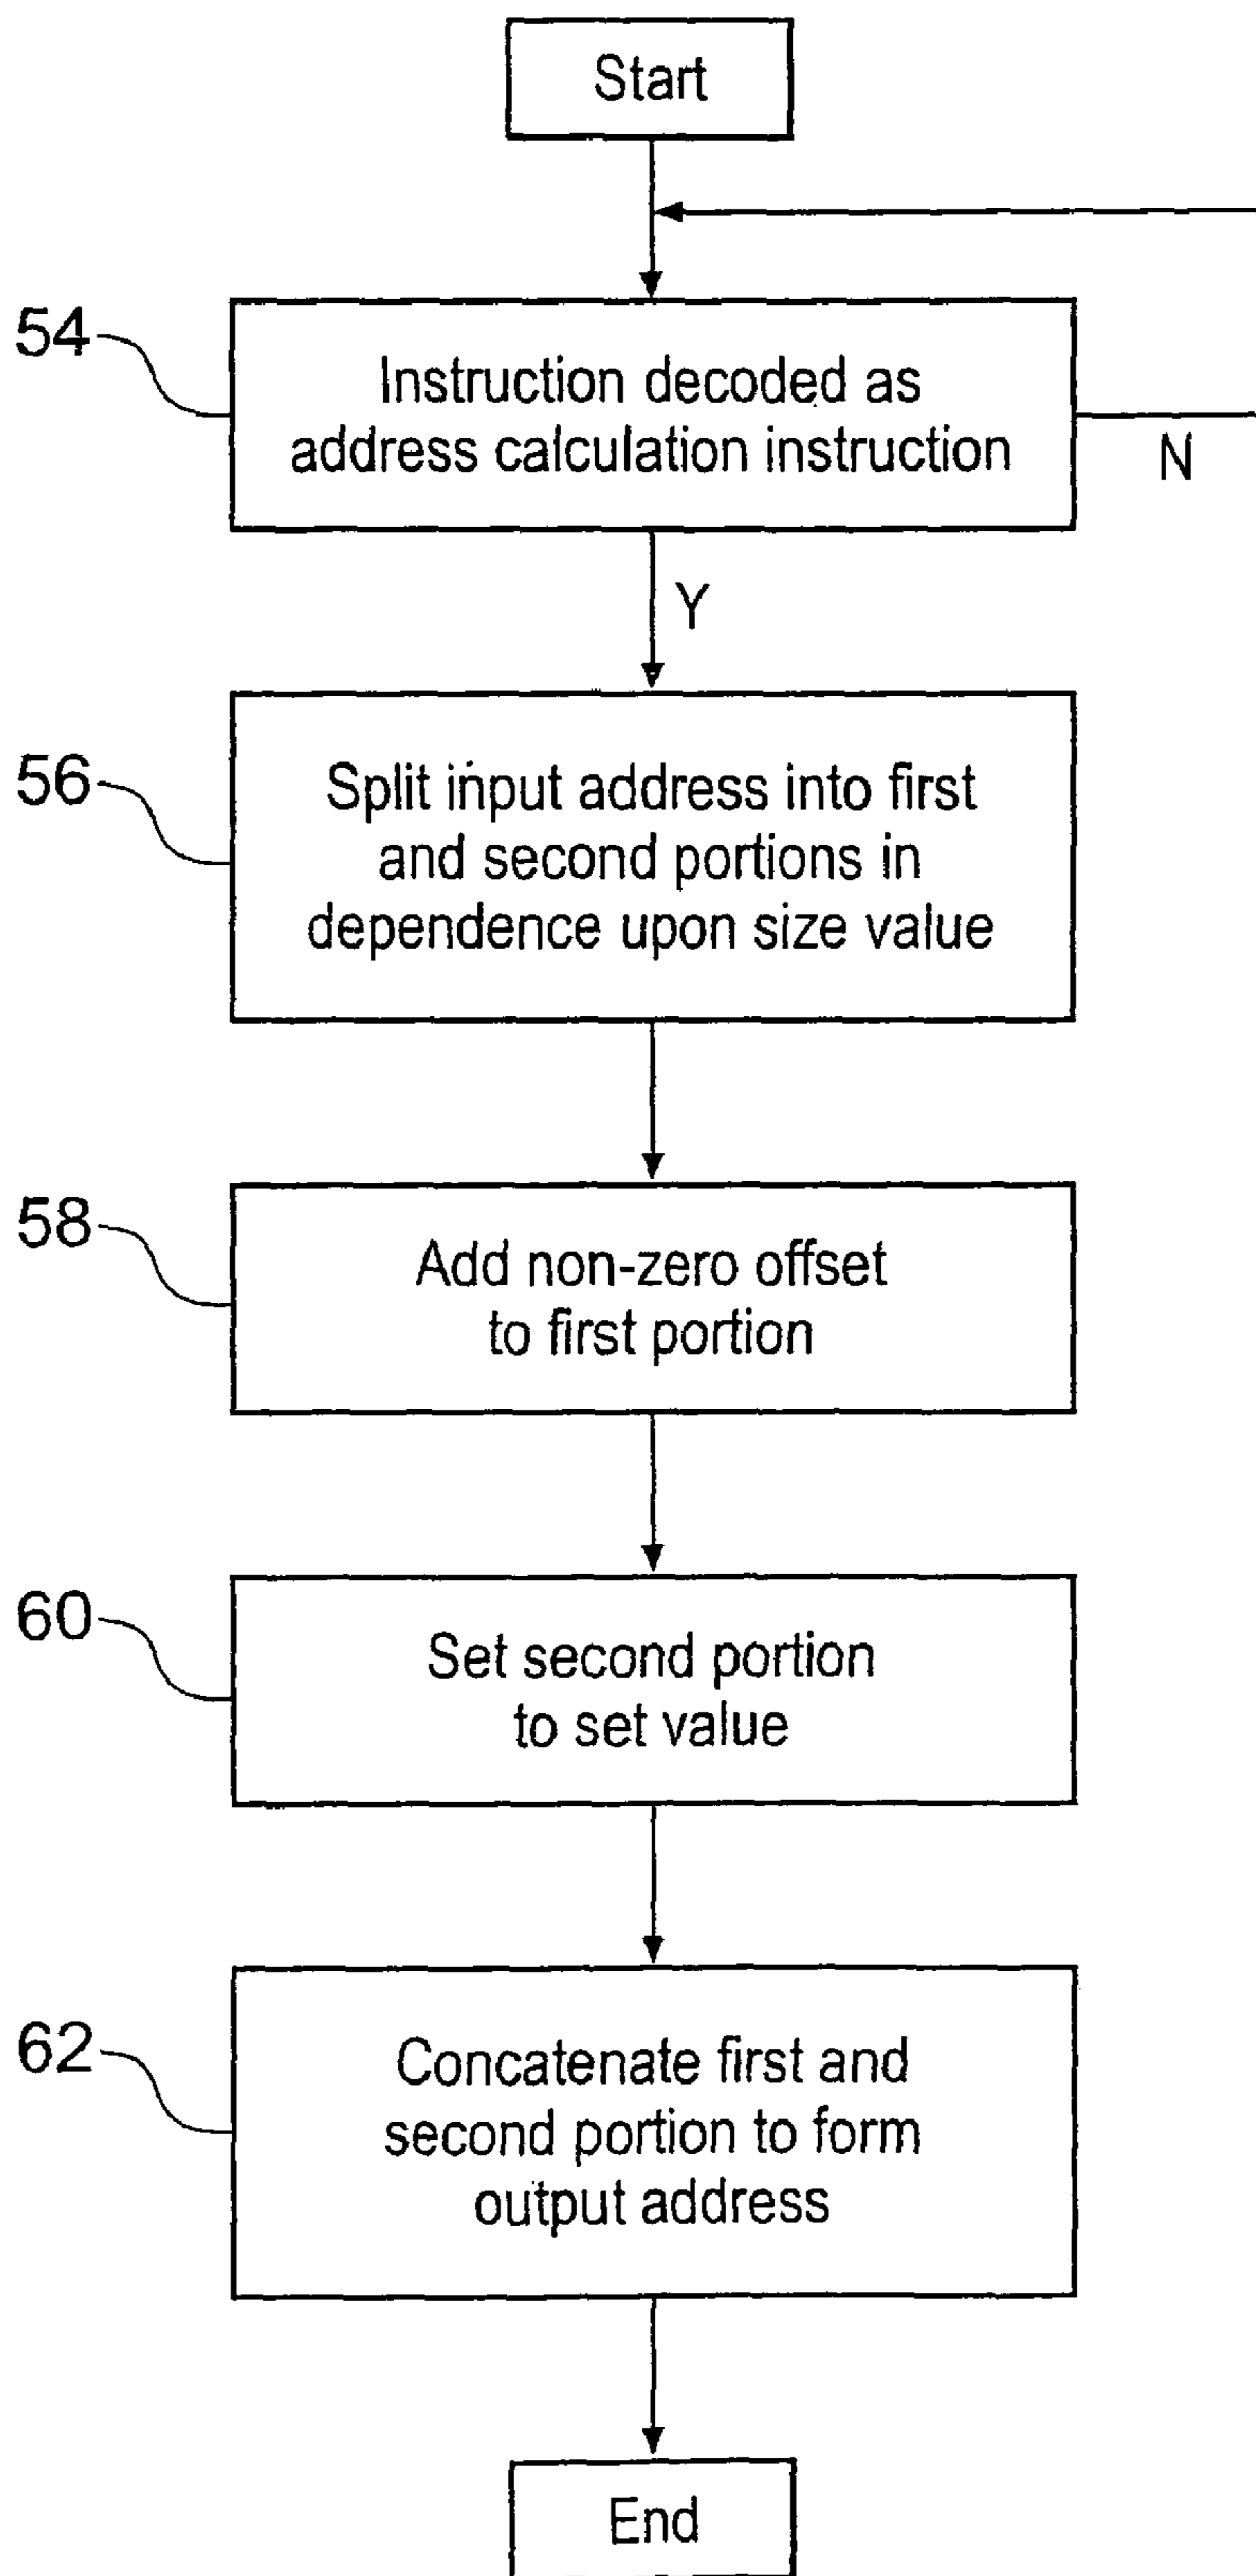 Start
54
Instruction decoded as
address calculation instruction
N
Y
56
Split input address into first
and second portions in
dependence upon size value
58
Add non-zero offset
to first portion
60
Set second portion
to set value
62
Concatenate first and
second portion to form
output address
End